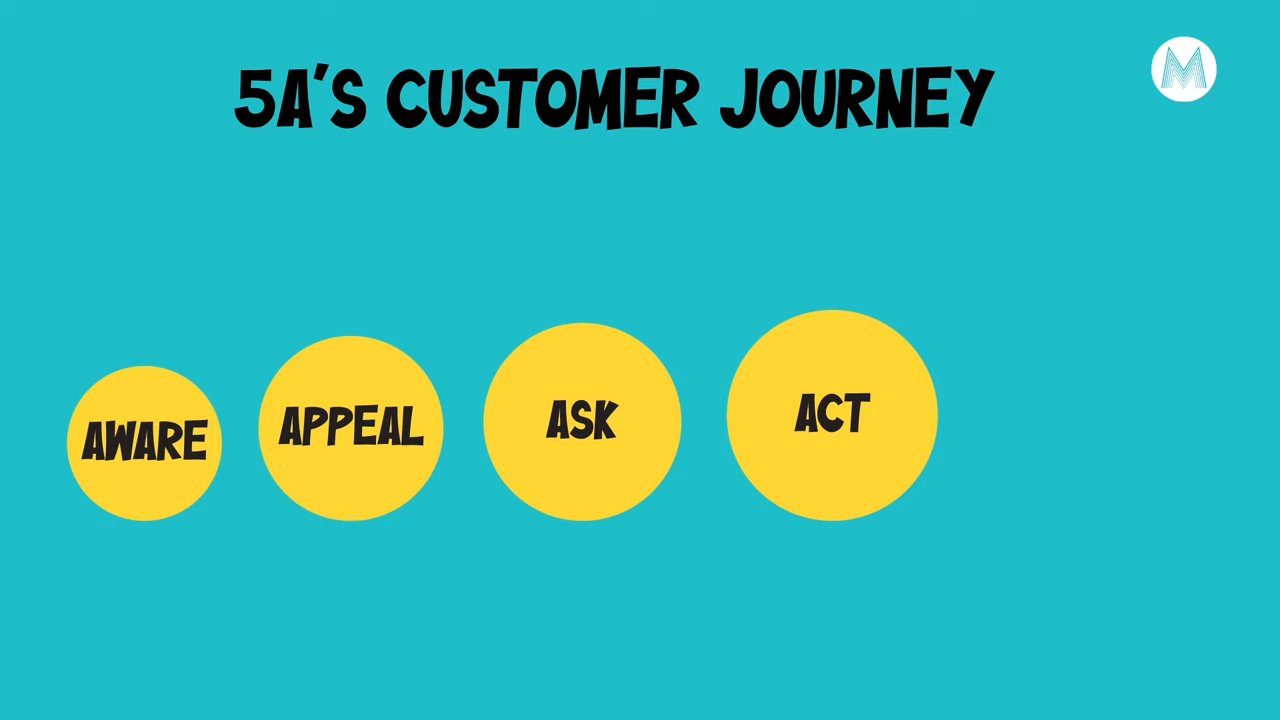 5A'S CUSTOMER JOURNEY
M
AWARE
APPEAL
ASK
ACT